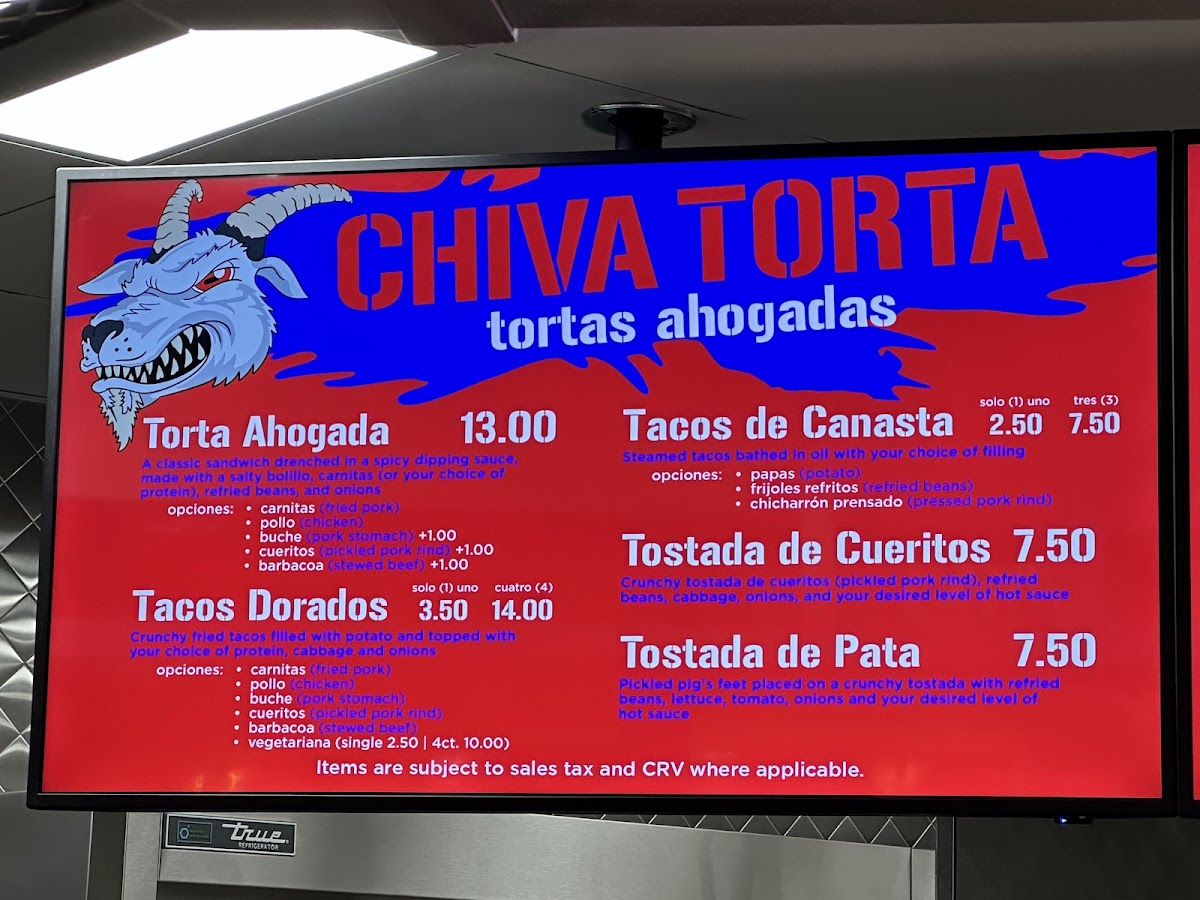 CHIVA TORTA
tortas ahogadas
Torta Ahogada 13.00
A classic sandwich drenched in a spicy dipping sauce,
made with a salty bolillo, carnitas (or your choice of
protein), refried beans, and onions
opciones: • carnitas (fried pork)
• pollo (chicken)
• buche (pork stomach) +1.00
• cueritos (pickled pork rind) +1.00
• barbacoa (stewed beef) +1.00
solo (1) uno cuatro (4)
Tacos Dorados 3.50 14.00
Crunchy fried tacos filled with potato and topped with
your choice of protein, cabbage and onions
opciones: • carnitas (fried pork)
• pollo (chicken)
• buche (pork stomach)
• cueritos (pickled pork rind)
• barbacoa (stewed beef)
• vegetariana (single 2.50 | 4ct. 10.00)
solo (1) uno tres (3)
Tacos de Canasta 2.50 7.50
Steamed tacos bathed in oil with your choice of filling
opciones: • papas (potato)
• frijoles refritos (refried beans)
• chicharrón prensado (pressed pork rind)
Tostada de Cueritos 7.50
Crunchy tostada de cueritos (pickled pork rind), refried
beans, cabbage, onions, and your desired level of hot sauce
Tostada de Pata 7.50
Pickled pig's feet placed on a crunchy tostada with refried
beans, lettuce, tomato, onions and your desired level of
hot sauce
Items are subject to sales tax and CRV where applicable.
true
REFRIGERATOR